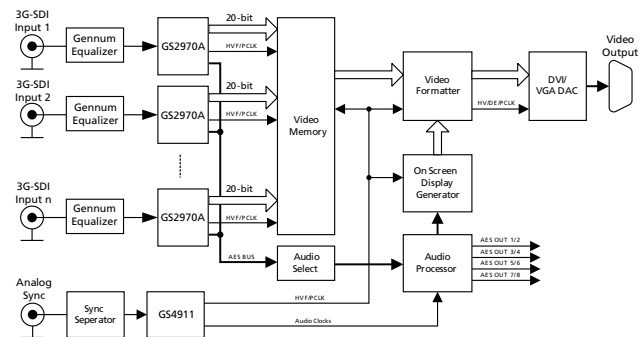 3G-SDI
Input 1
Gennum
Equalizer
GS2970A
20-bit
HVF/PCLK
3G-SDI
Input 2
Gennum
Equalizer
GS2970A
20-bit
HVF/PCLK
3G-SDI
Input n
Gennum
Equalizer
GS2970A
20-bit
HVF/PCLK
Video
Memory
Video
Formatter
HV/DE/PCLK
DVI/
VGA DAC
Video
Output
On Screen
Display
Generator
AES BUS
Audio
Select
Audio
Processor
AES OUT 1/2
AES OUT 3/4
AES OUT 5/6
AES OUT 7/8
Analog
Sync
Sync
Seperator
GS4911
HVF/PCLK
Audio Clocks